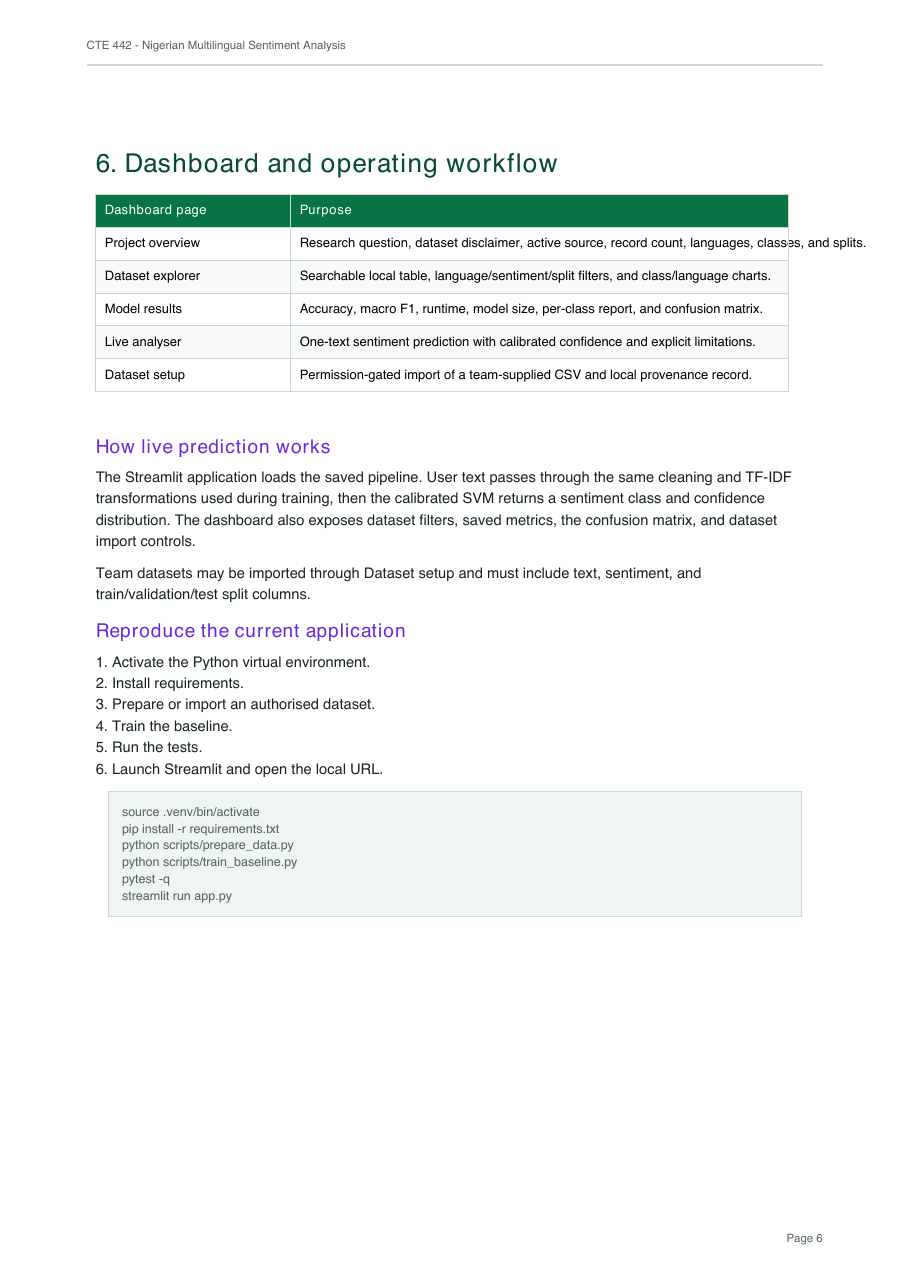 CTE 442 - Nigerian Multilingual Sentiment Analysis
6. Dashboard and operating workflow
Dashboard page Purpose
Project overview Research question, dataset disclaimer, active source, record count, languages, classes, and splits.
Dataset explorer Searchable local table, language/sentiment/split filters, and class/language charts.
Model results Accuracy, macro F1, runtime, model size, per-class report, and confusion matrix.
Live analyser One-text sentiment prediction with calibrated confidence and explicit limitations.
Dataset setup Permission-gated import of a team-supplied CSV and local provenance record.
How live prediction works
The Streamlit application loads the saved pipeline. User text passes through the same cleaning and TF-IDF
transformations used during training, then the calibrated SVM returns a sentiment class and confidence
distribution. The dashboard also exposes dataset filters, saved metrics, the confusion matrix, and dataset
import controls.
Team datasets may be imported through Dataset setup and must include text, sentiment, and
train/validation/test split columns.
Reproduce the current application
1. Activate the Python virtual environment.
2. Install requirements.
3. Prepare or import an authorised dataset.
4. Train the baseline.
5. Run the tests.
6. Launch Streamlit and open the local URL.
source .venv/bin/activate
pip install -r requirements.txt
python scripts/prepare_data.py
python scripts/train_baseline.py
pytest -q
streamlit run app.py
Page 6